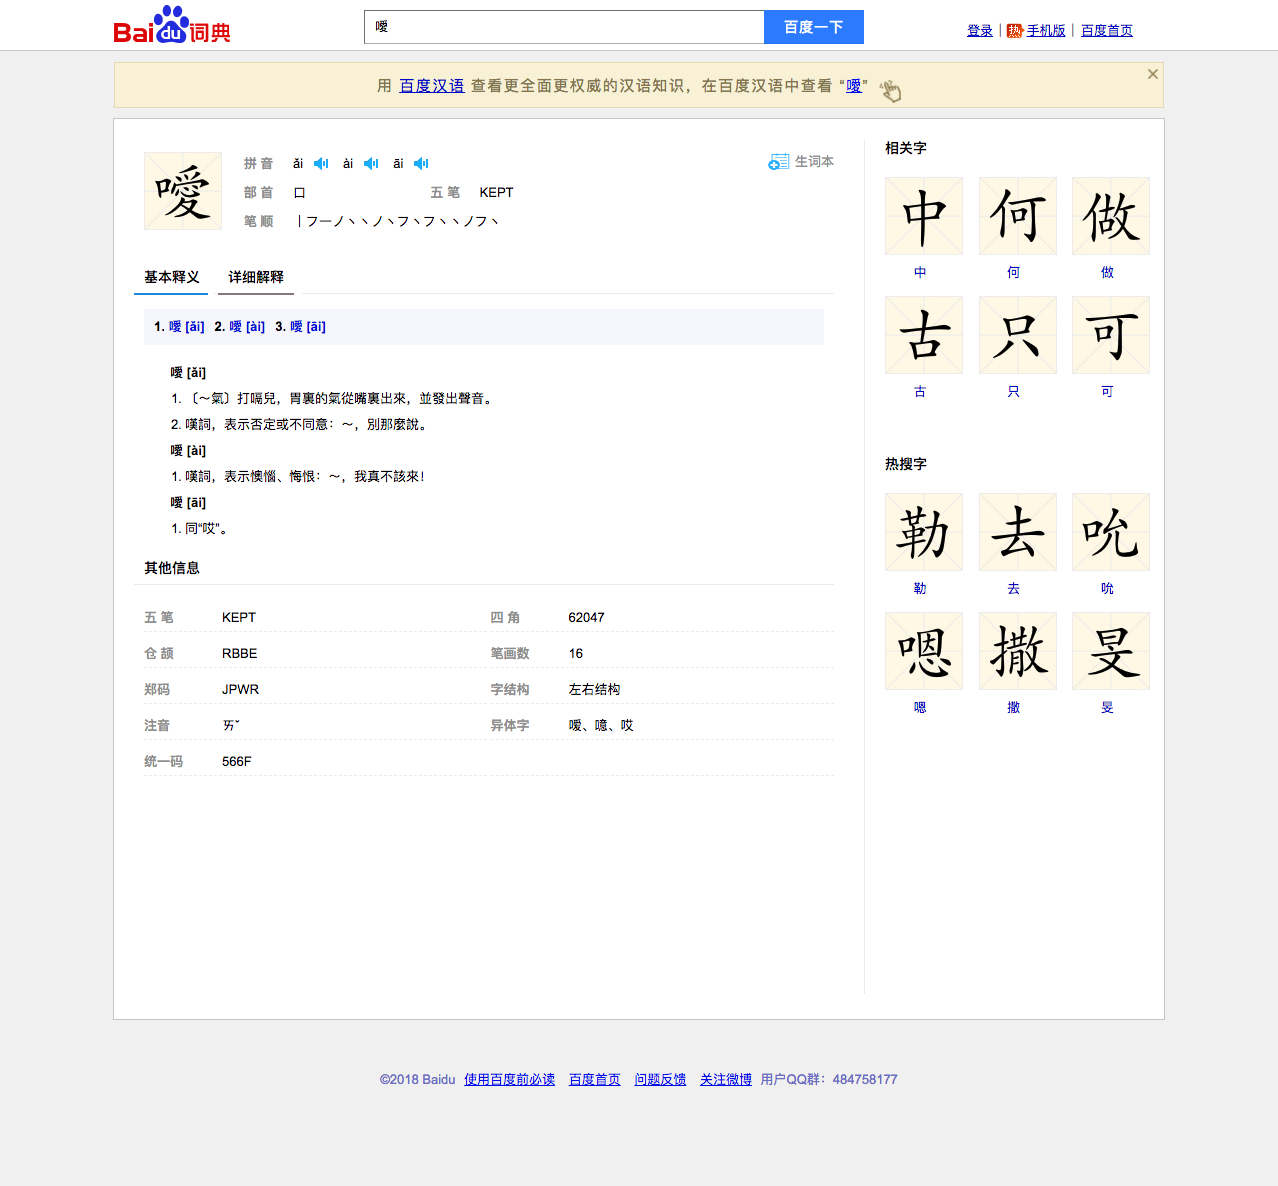 Baidu词典
噯
百度一下
登录 | 热 手机版 | 百度首页
用 百度汉语 查看更全面更权威的汉语知识，在百度汉语中查看 “噯”
噯
拼 音 ǎi ài āi
生词本
部 首 口 五 笔 KEPT
笔 顺 丨フ一ノ丶丶ノ丶フ丶フ丶丶ノフ丶
基本释义 详细解释
1. 噯 [ǎi] 2. 噯 [ài] 3. 噯 [āi]
噯 [ǎi]
1. 〔～氣〕打嗝兒，胃裏的氣從嘴裏出來，並發出聲音。
2. 嘆詞，表示否定或不同意：～，別那麼說。
噯 [ài]
1. 嘆詞，表示懊惱、悔恨：～，我真不該來！
噯 [āi]
1. 同“哎”。
其他信息
五 笔 KEPT 四 角 62047
仓 颉 RBBE 笔画数 16
郑码 JPWR 字结构 左右结构
注音 ㄞˇ 异体字 嗳、噫、哎
统一码 566F
相关字
中 何 做
中 何 做
古 只 可
古 只 可
热搜字
勒 去 吮
勒 去 吮
嗯 撒 旻
嗯 撒 旻
©2018 Baidu 使用百度前必读 百度首页 问题反馈 关注微博 用户QQ群：484758177